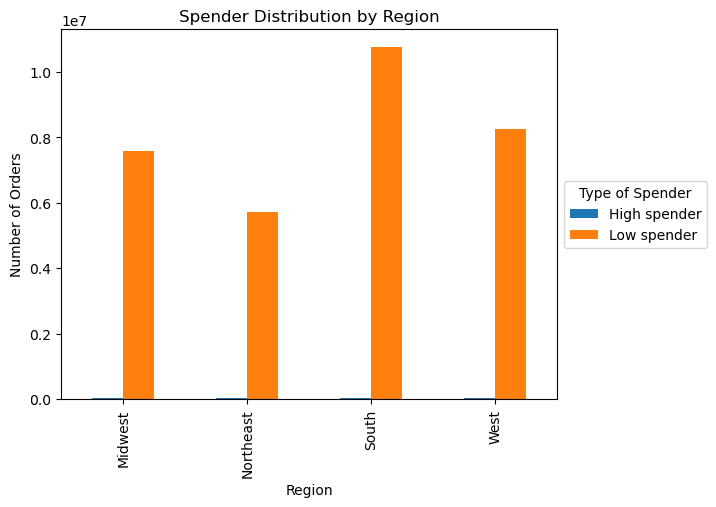 Spender Distribution by Region
1e7
1.0
0.8
0.6
0.4
0.2
0.0
Number of Orders
Midwest
Northeast
South
West
Region
Type of Spender
High spender
Low spender